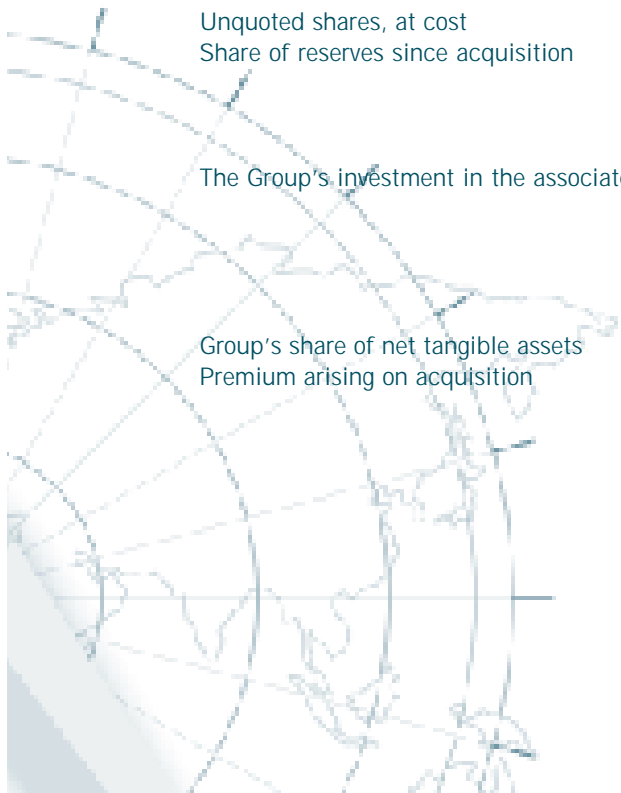 Unquoted shares, at cost
Share of reserves since acquisition
The Group's investment in the associate
Group's share of net tangible assets
Premium arising on acquisition